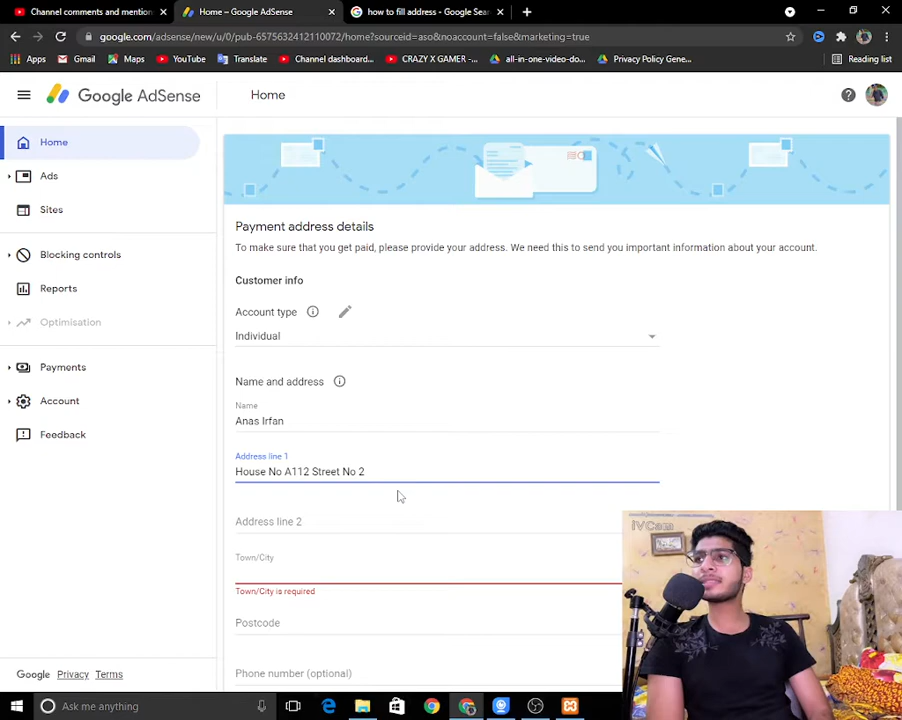 Channel comments and mention
Home – Google AdSense
how to fill address - Google Sear
google.com/adsense/new/u/0/pub-6575632412110072/home?sourceid=aso&noaccount=false&marketing=true
Apps
Gmail
Maps
YouTube
Translate
Channel dashboard...
CRAZY X GAMER -...
all-in-one-video-do...
Privacy Policy Gene...
Reading list
Google AdSense
Home
Home
Ads
Sites
Blocking controls
Reports
Optimisation
Payments
Account
Feedback
Payment address details
To make sure that you get paid, please provide your address. We need this to send you important information about your account.
Customer info
Account type
Individual
Name and address
Name
Anas Irfan
Address line 1
House No A112 Street No 2
Address line 2
Town/City
Town/City is required
Postcode
Phone number (optional)
iVCam
Google Privacy Terms
Ask me anything